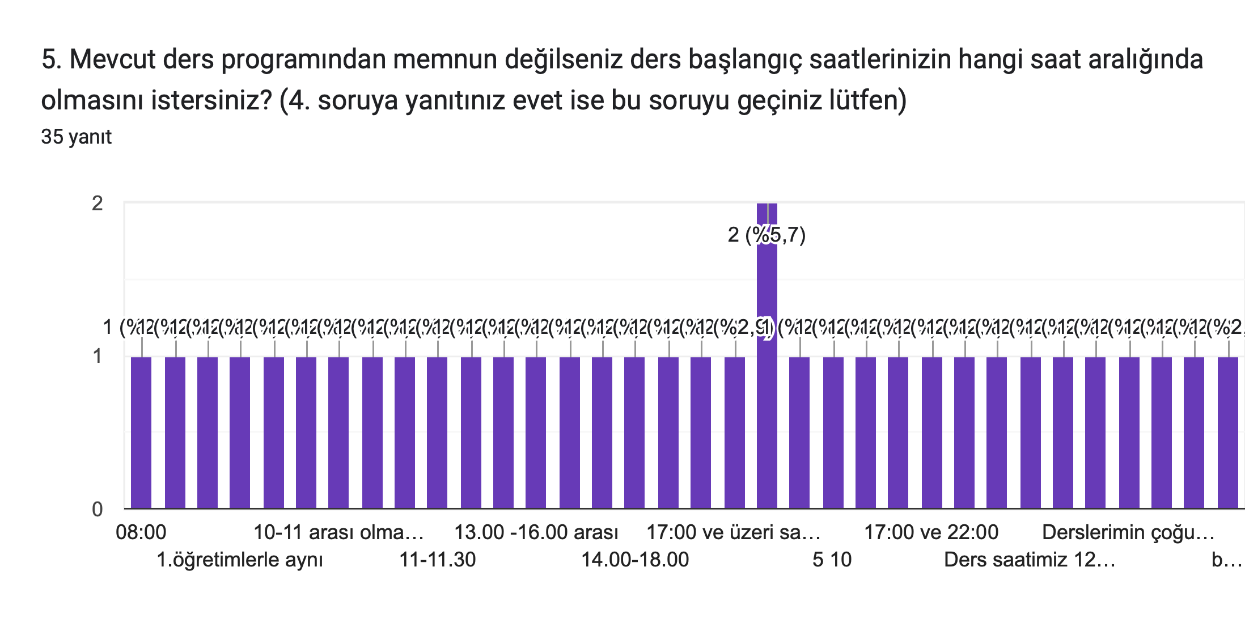 5. Mevcut ders programından memnun değilseniz ders başlangıç saatlerinizin hangi saat aralığında
olmasını istersiniz? (4. soruya yanıtınız evet ise bu soruyu geçiniz lütfen)
35 yanıt
2
2 (%5,7)
1
0
08:00
10-11 arası olma…
13.00 -16.00 arası
17:00 ve üzeri sa…
17:00 ve 22:00
Derslerimin çoğu…
1.öğretimlerle aynı
11-11.30
14.00-18.00
5 10
Ders saatimiz 12…
b…